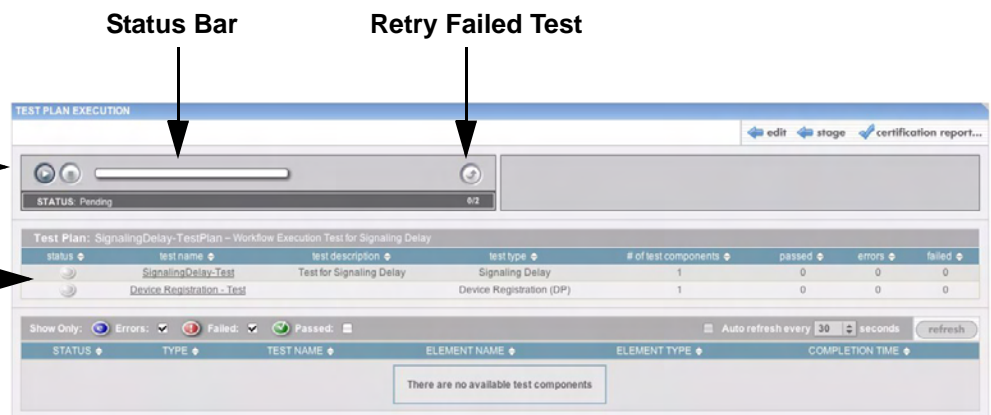 Status Bar Retry Failed Test
TEST PLAN EXECUTION
edit stage certification report...
STATUS: Pending 0/2
Test Plan: SignalingDelay-TestPlan – Workflow Execution Test for Signaling Delay
status test name test description test type # of test components passed errors failed
SignalingDelay-Test Test for Signaling Delay Signaling Delay 1 0 0 0
Device Registration - Test Device Registration (DP) 1 0 0 0
Show Only: Errors: Failed: Passed: Auto refresh every 30 seconds refresh
STATUS TYPE TEST NAME ELEMENT NAME ELEMENT TYPE COMPLETION TIME
There are no available test components